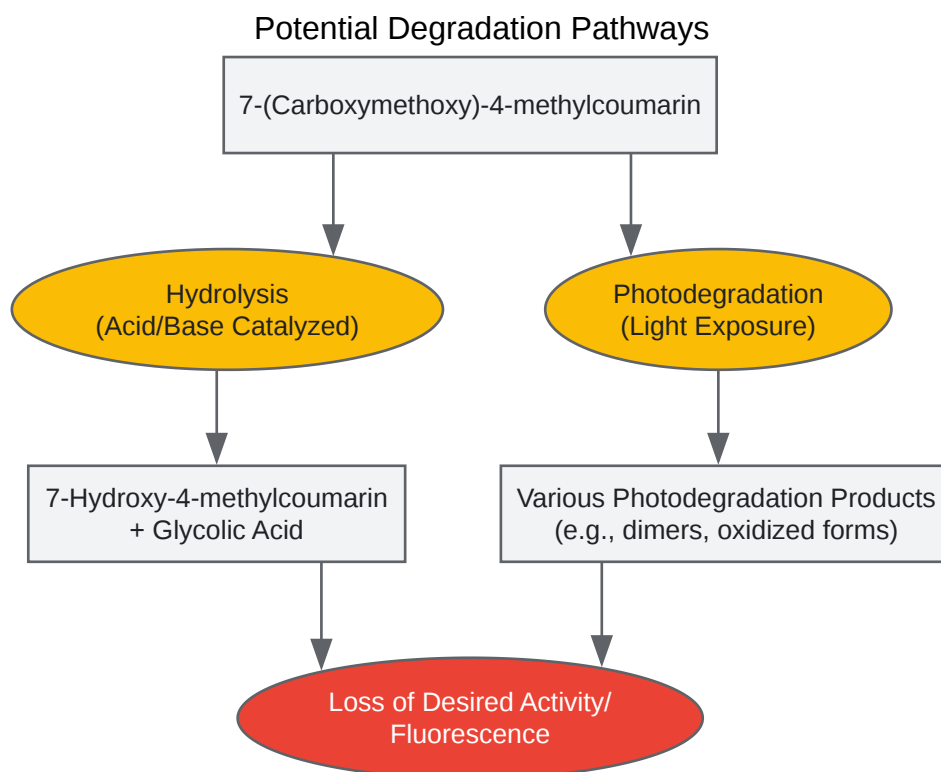 Potential Degradation Pathways
7-(Carboxymethoxy)-4-methylcoumarin
Hydrolysis
(Acid/Base Catalyzed)
Photodegradation
(Light Exposure)
7-Hydroxy-4-methylcoumarin
+ Glycolic Acid
Various Photodegradation Products
(e.g., dimers, oxidized forms)
Loss of Desired Activity/
Fluorescence